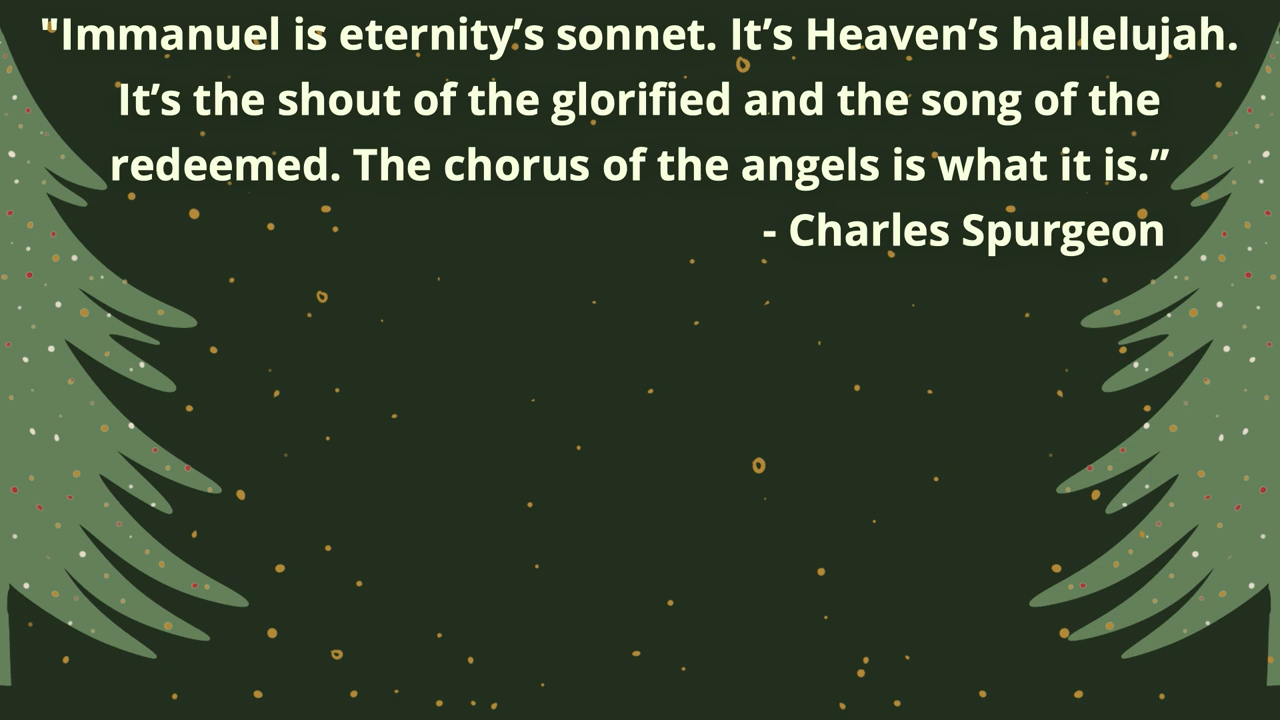 "Immanuel is eternity’s sonnet. It’s Heaven’s hallelujah.
It’s the shout of the glorified and the song of the
redeemed. The chorus of the angels is what it is.”
- Charles Spurgeon